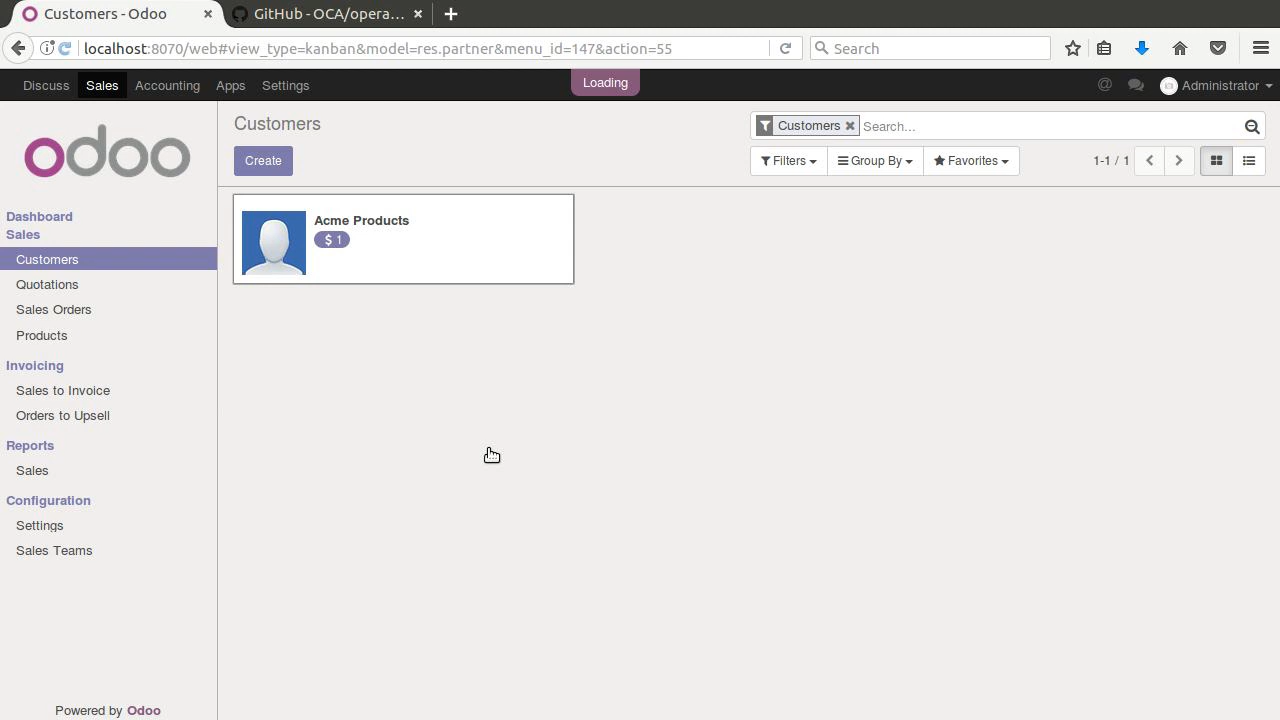 Customers - Odoo
GitHub - OCA/opera...
localhost:8070/web#view_type=kanban&model=res.partner&menu_id=147&action=55
Search
Discuss Sales Accounting Apps Settings
Loading
@ Administrator
odoo
Customers
Customers Search...
Create
Filters Group By Favorites
1-1 / 1
Dashboard
Sales
Customers
Quotations
Sales Orders
Products
Invoicing
Sales to Invoice
Orders to Upsell
Reports
Sales
Configuration
Settings
Sales Teams
Powered by Odoo
Acme Products
$ 1